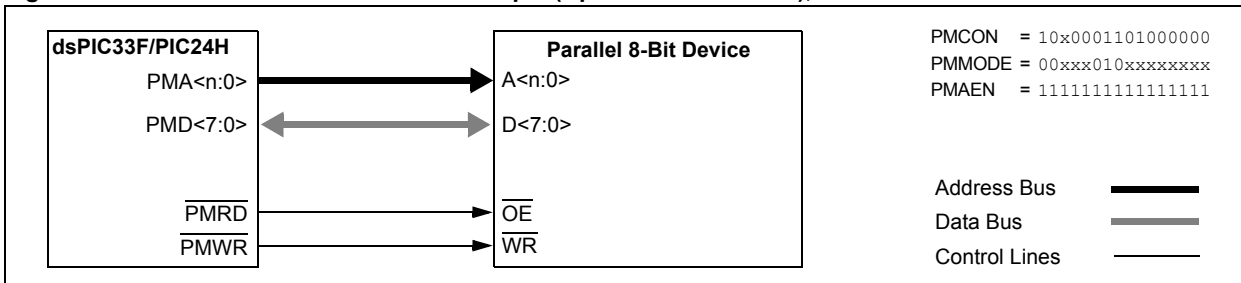 dsPIC33F/PIC24H
PMA<n:0>
PMD<7:0>
PMRD
PMWR
Parallel 8-Bit Device
A<n:0>
D<7:0>
OE
WR
PMCON = 10x0001101000000
PMMODE = 00xxx010xxxxxxxx
PMAEN = 1111111111111111
Address Bus
Data Bus
Control Lines